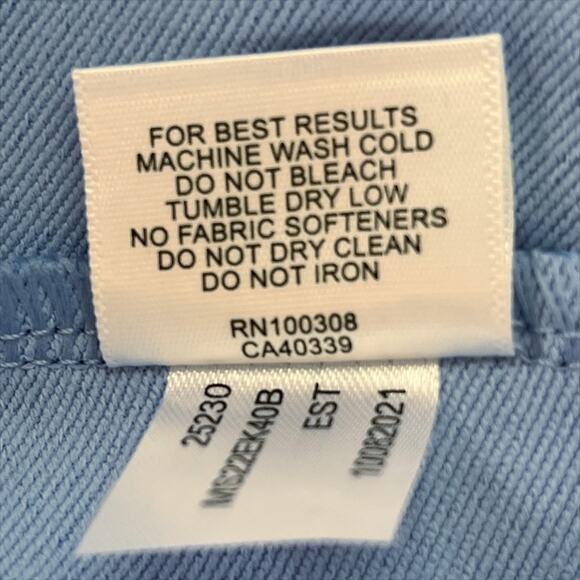 FOR BEST RESULTS
MACHINE WASH COLD
DO NOT BLEACH
TUMBLE DRY LOW
NO FABRIC SOFTENERS
DO NOT DRY CLEAN
DO NOT IRON
RN100308
CA40339
25230
MS22EK40B
EST
10082021